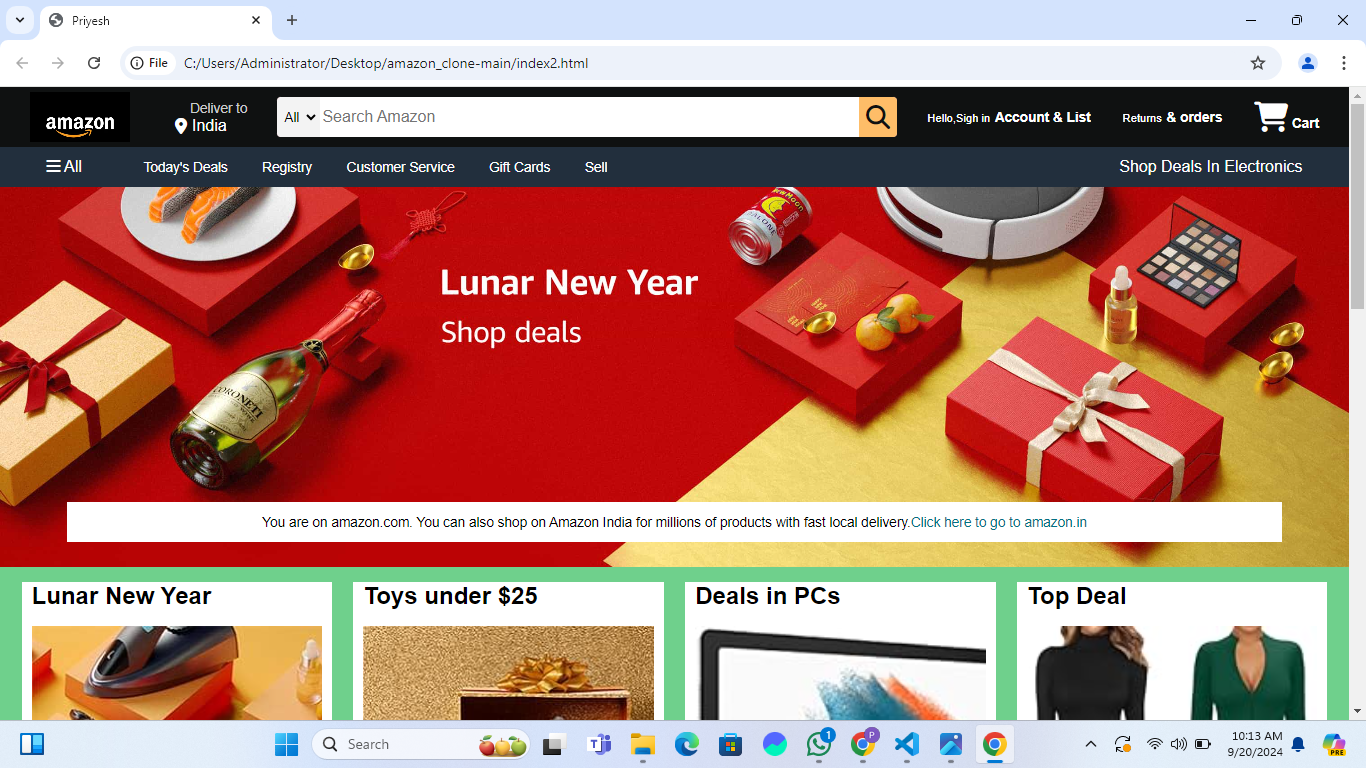 Priyesh
File C:/Users/Administrator/Desktop/amazon_clone-main/index2.html
amazon
Deliver to
India
All
Search Amazon
Hello,Sigh in Account & List
Returns & orders
Cart
All
Today's Deals
Registry
Customer Service
Gift Cards
Sell
Shop Deals In Electronics
Lunar New Year
Shop deals
CORONETI
You are on amazon.com. You can also shop on Amazon India for millions of products with fast local delivery.Click here to go to amazon.in
Lunar New Year
Toys under $25
Deals in PCs
Top Deal
Search
1
P
10:13 AM
9/20/2024
PRE